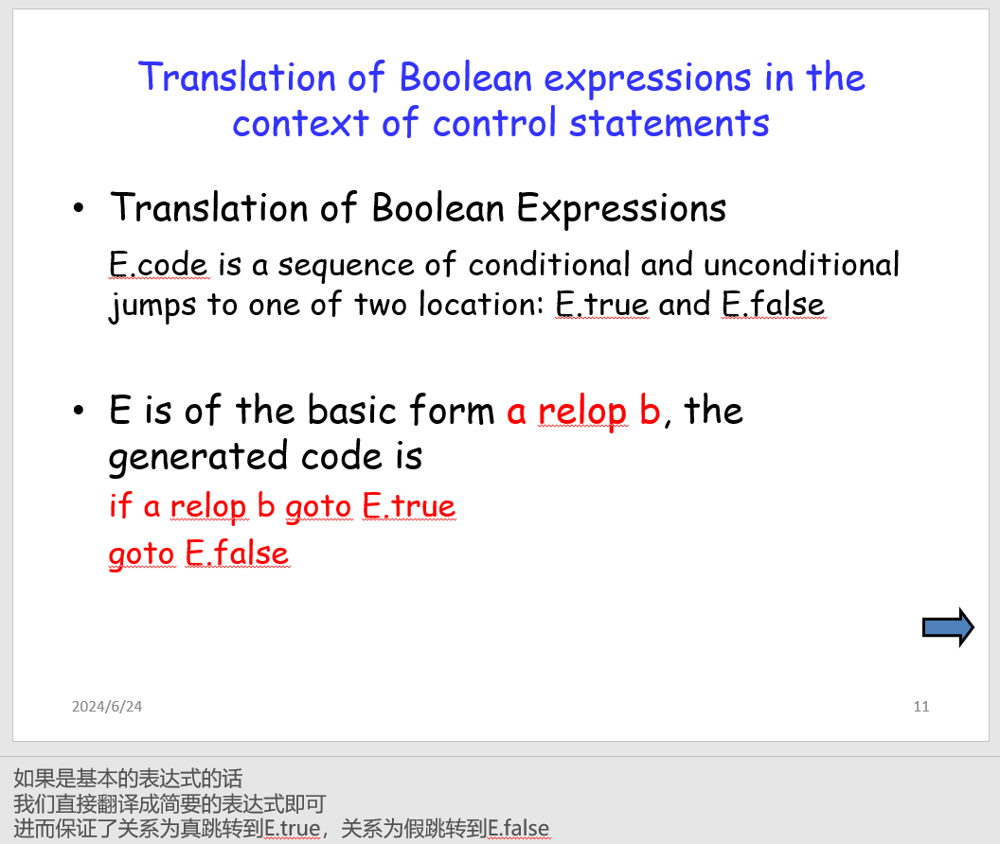 Translation of Boolean expressions in the
context of control statements
• Translation of Boolean Expressions
E.code is a sequence of conditional and unconditional
jumps to one of two location: E.true and E.false
• E is of the basic form a relop b, the
generated code is
if a relop b goto E.true
goto E.false
2024/6/24
11
如果是基本的表达式的话
我们直接翻译成简要的表达式即可
进而保证了关系为真跳转到E.true，关系为假跳转到E.false